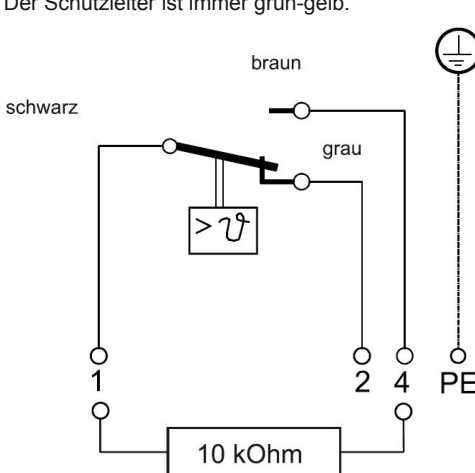 Der Schutzleiter ist immer grün-gelb.
braun
schwarz
grau
> ϑ
1 2 4 PE
10 kOhm